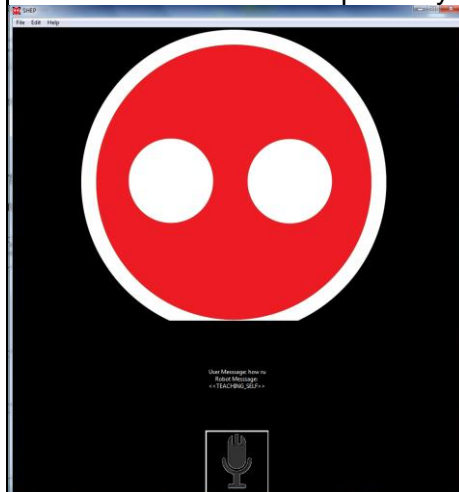 SHEP
File Edit Help
User Message: how ru
Robot Message:
<<TEACHING_SELF>>